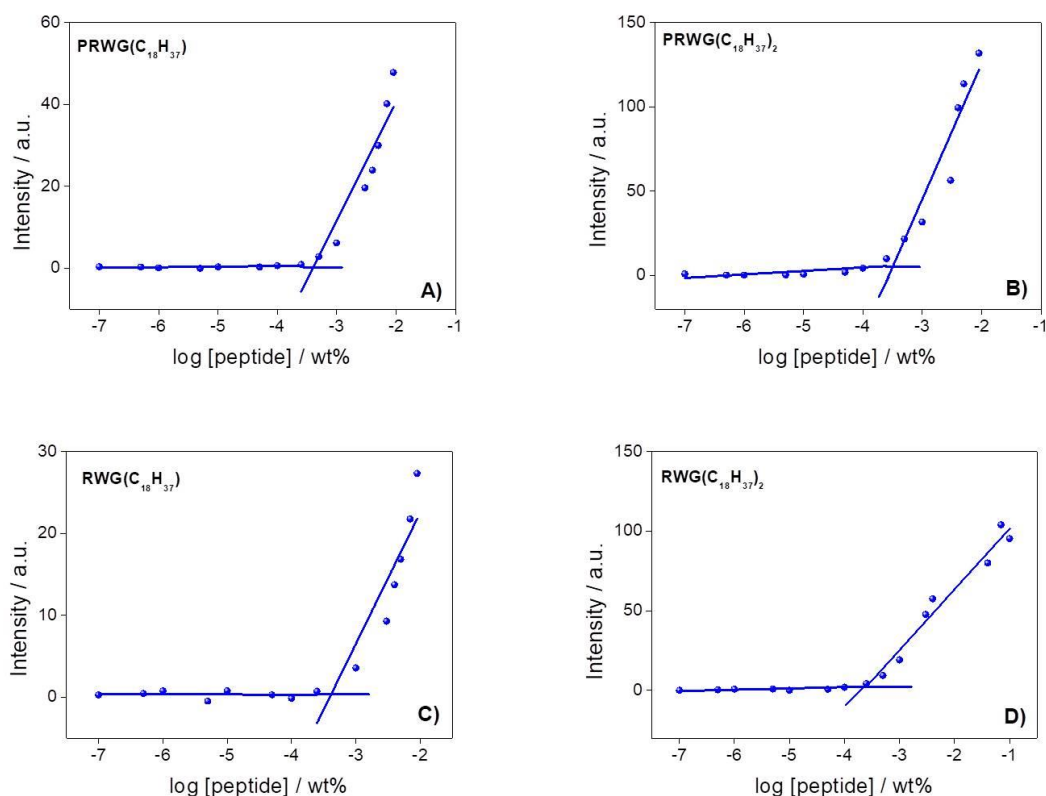 PRWG(C₁₈H₃₇)
Intensity / a.u.
60
40
20
0
-7 -6 -5 -4 -3 -2 -1
log [peptide] / wt%
A)
PRWG(C₁₈H₃₇)₂
Intensity / a.u.
150
100
50
0
-7 -6 -5 -4 -3 -2 -1
log [peptide] / wt%
B)
RWG(C₁₈H₃₇)
Intensity / a.u.
30
20
10
0
-7 -6 -5 -4 -3 -2
log [peptide] / wt%
C)
RWG(C₁₈H₃₇)₂
Intensity / a.u.
150
100
50
0
-7 -6 -5 -4 -3 -2 -1
log [peptide] / wt%
D)